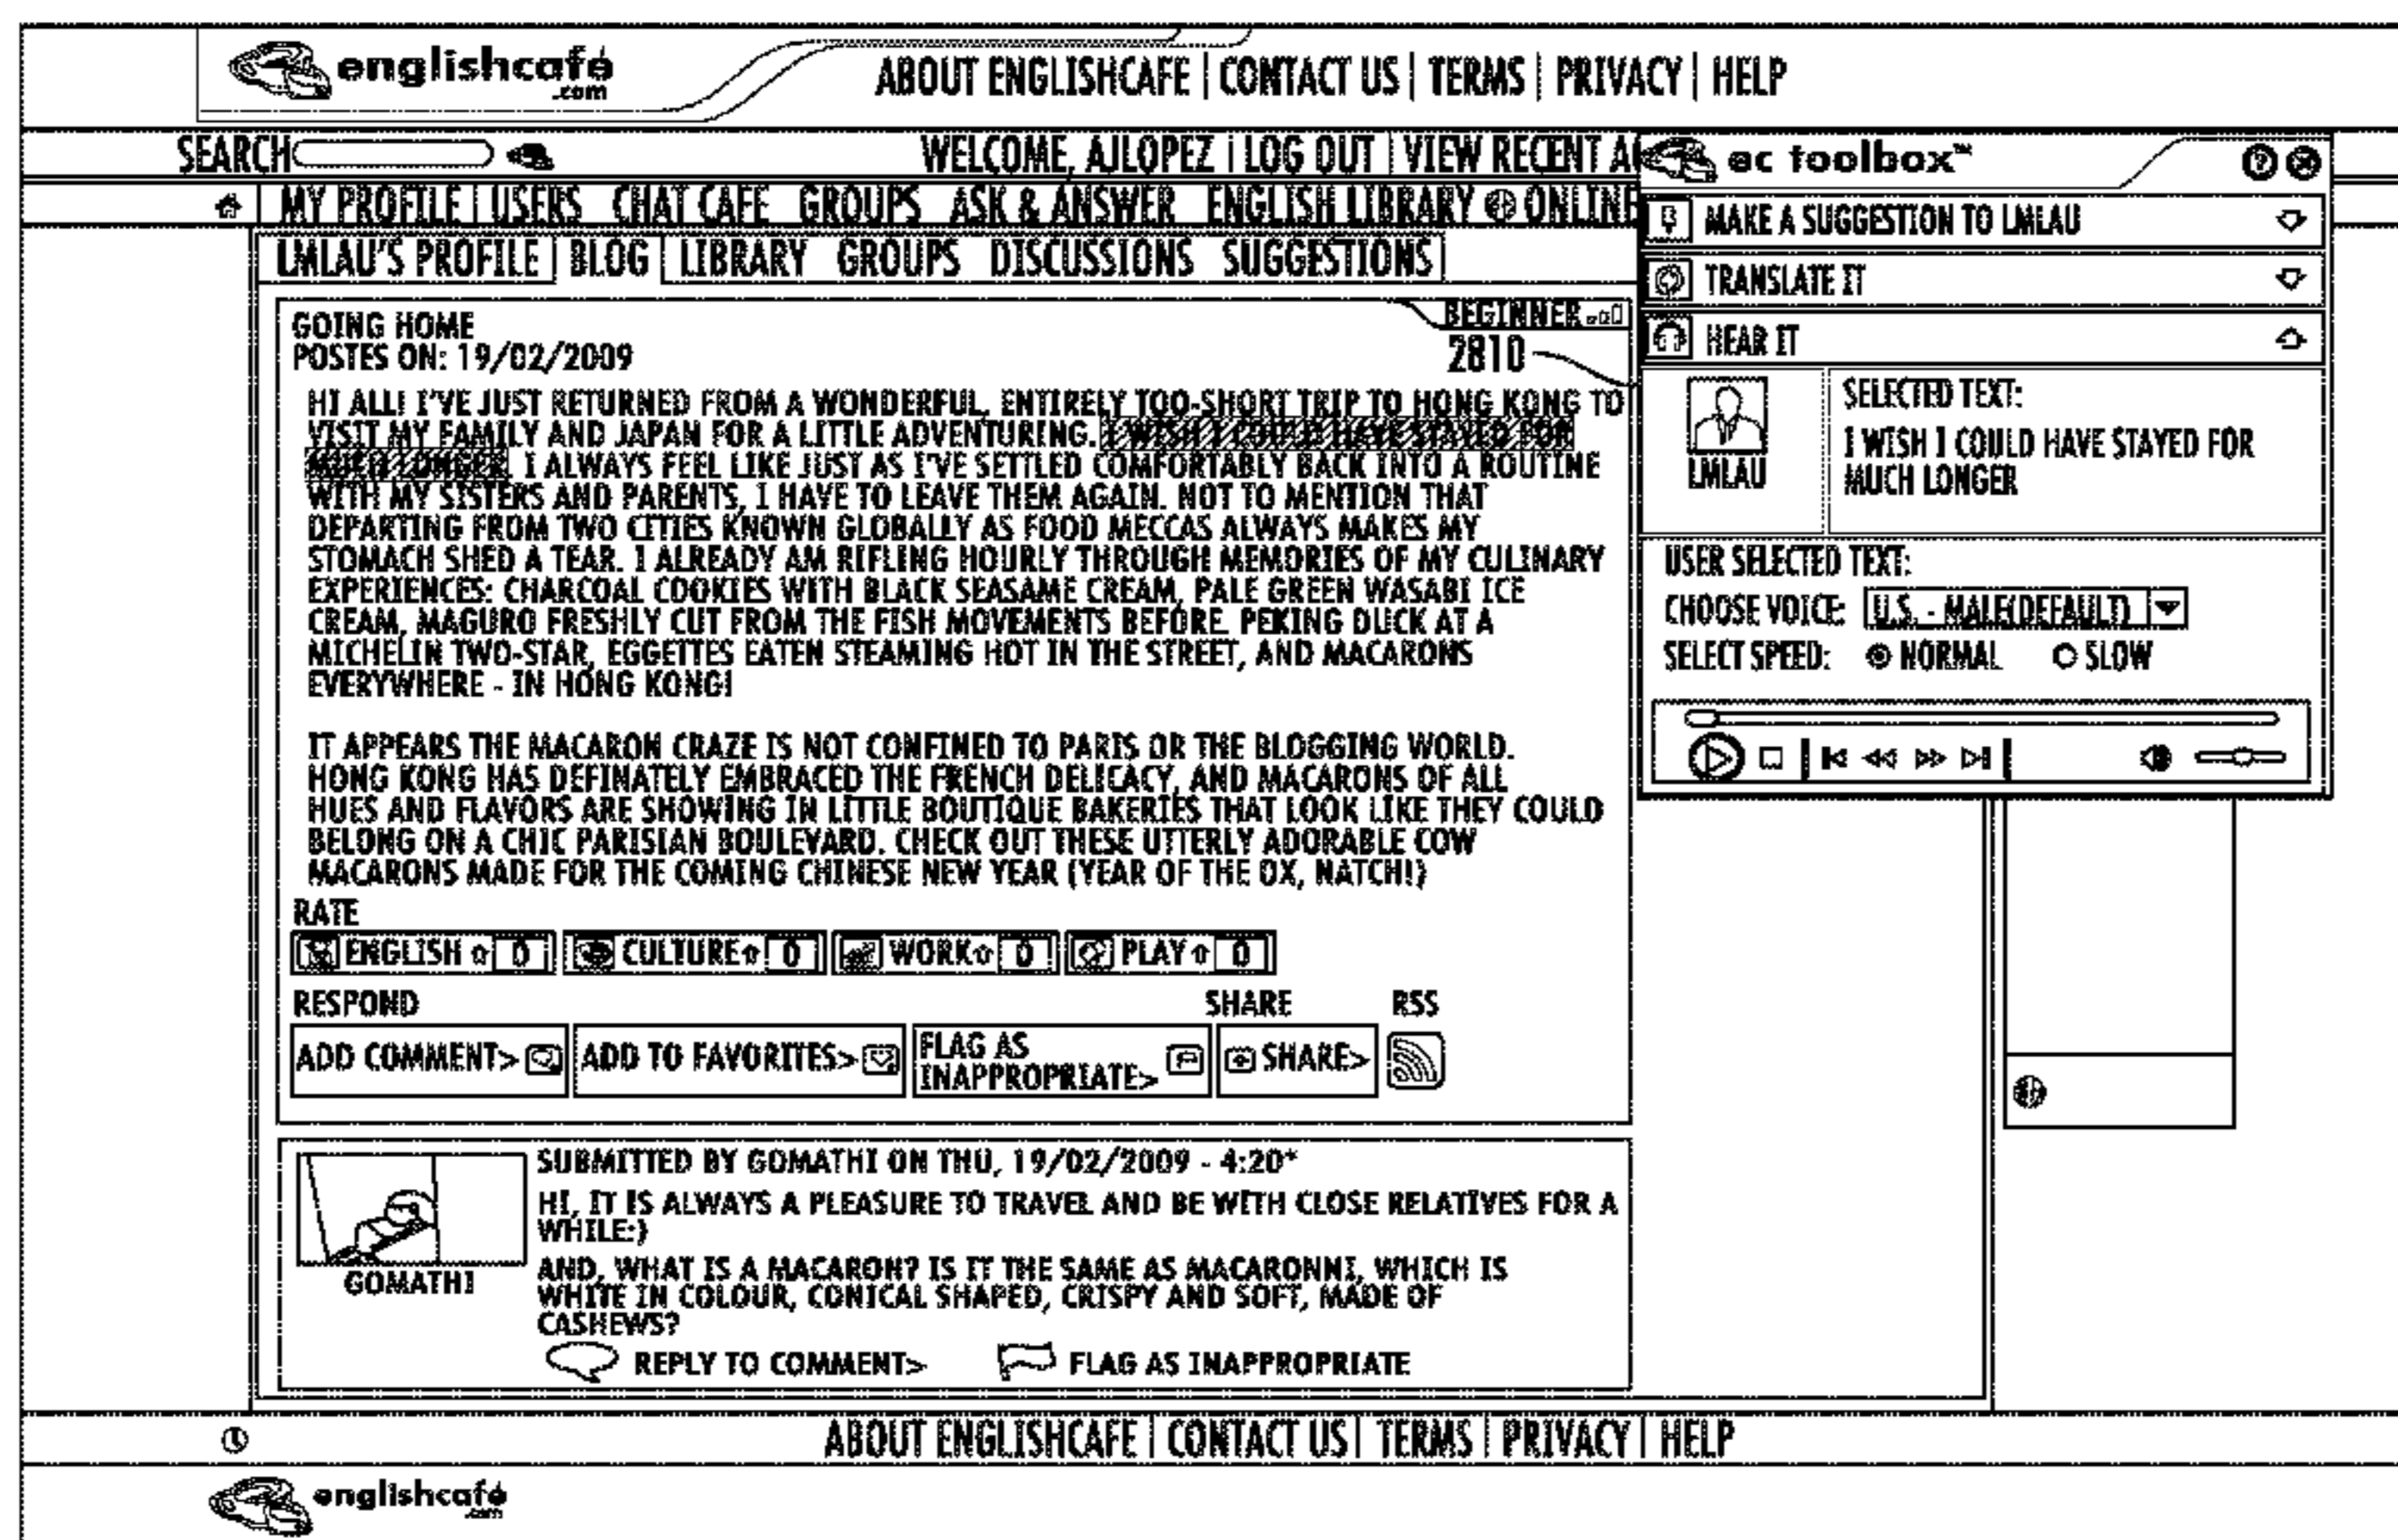 englishcafé
.com
ABOUT ENGLISHCAFE | CONTACT US | TERMS | PRIVACY | HELP
SEARCH
WELCOME, AJLOPEZ | LOG OUT | VIEW RECENT
MY PROFILE | USERS CHAT CAFE GROUPS ASK & ANSWER ENGLISH LIBRARY ONLINE
LMLAU'S PROFILE BLOG LIBRARY GROUPS DISCUSSIONS SUGGESTIONS
BEGINNER
GOING HOME
POSTES ON: 19/02/2009
2810
HI ALL! I'VE JUST RETURNED FROM A WONDERFUL, ENTIRELY TOO-SHORT TRIP TO HONG KONG TO
VISIT MY FAMILY AND JAPAN FOR A LITTLE ADVENTURING. I WISH I COULD HAVE STAYED FOR
MUCH LONGER. I ALWAYS FEEL LIKE JUST AS I'VE SETTLED COMFORTABLY BACK INTO A ROUTINE
WITH MY SISTERS AND PARENTS, I HAVE TO LEAVE THEM AGAIN. NOT TO MENTION THAT
DEPARTING FROM TWO CITIES KNOWN GLOBALLY AS FOOD MECCAS ALWAYS MAKES MY
STOMACH SHED A TEAR. I ALREADY AM RIFLING HOURLY THROUGH MEMORIES OF MY CULINARY
EXPERIENCES: CHARCOAL COOKIES WITH BLACK SEASAME CREAM, PALE GREEN WASABI ICE
CREAM, MAGURO FRESHLY CUT FROM THE FISH MOVEMENTS BEFORE. PEKING DUCK AT A
MICHELIN TWO-STAR, EGGETTES EATEN STEAMING HOT IN THE STREET, AND MACARONS
EVERYWHERE - IN HONG KONG!
IT APPEARS THE MACARON CRAZE IS NOT CONFINED TO PARIS OR THE BLOGGING WORLD.
HONG KONG HAS DEFINATELY EMBRACED THE FRENCH DELICACY, AND MACARONS OF ALL
HUES AND FLAVORS ARE SHOWING IN LITTLE BOUTIQUE BAKERIES THAT LOOK LIKE THEY COULD
BELONG ON A CHIC PARISIAN BOULEVARD. CHECK OUT THESE UTTERLY ADORABLE COW
MACARONS MADE FOR THE COMING CHINESE NEW YEAR (YEAR OF THE OX, NATCH!)
RATE
ENGLISH 0 CULTURE 0 WORK 0 PLAY 0
RESPOND SHARE RSS
ADD COMMENT> ADD TO FAVORITES> FLAG AS
INAPPROPRIATE> SHARE>
SUBMITTED BY GOMATHI ON THU, 19/02/2009 - 4:20*
HI, IT IS ALWAYS A PLEASURE TO TRAVEL AND BE WITH CLOSE RELATIVES FOR A
WHILE:)
GOMATHI
AND, WHAT IS A MACARON? IS IT THE SAME AS MACARONNI, WHICH IS
WHITE IN COLOUR, CONICAL SHAPED, CRISPY AND SOFT, MADE OF
CASHEWS?
REPLY TO COMMENT> FLAG AS INAPPROPRIATE
ec toolbox™
MAKE A SUGGESTION TO LMLAU
TRANSLATE IT
HEAR IT
LMLAU
SELECTED TEXT:
I WISH I COULD HAVE STAYED FOR
MUCH LONGER
USER SELECTED TEXT:
CHOOSE VOICE: U.S. - MALE(DEFAULT)
SELECT SPEED: NORMAL SLOW
ABOUT ENGLISHCAFE | CONTACT US | TERMS | PRIVACY | HELP
englishcafé
.com